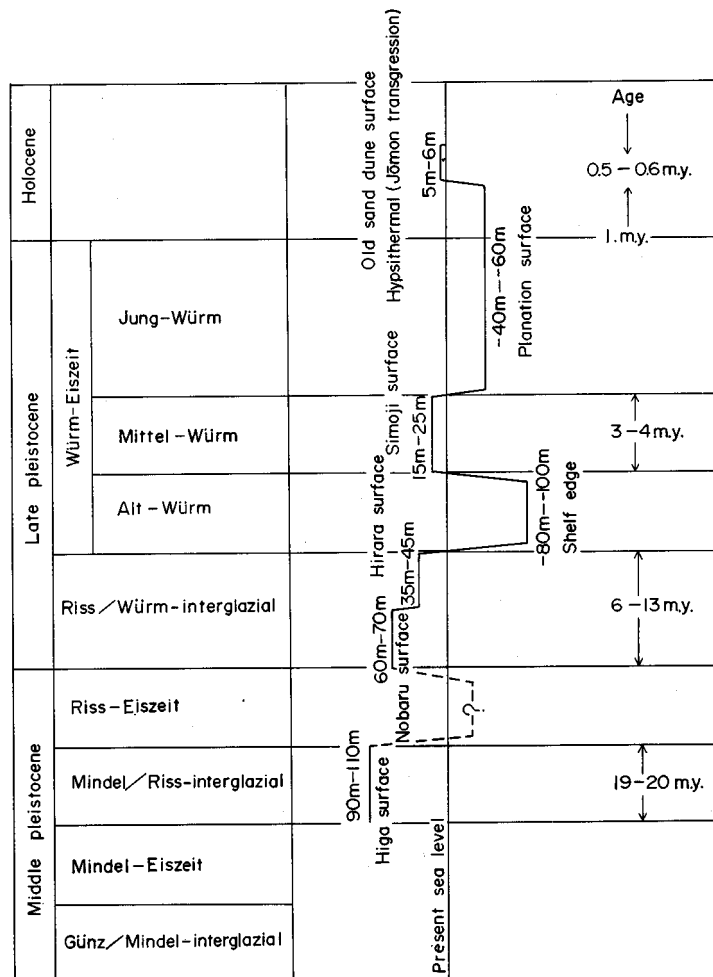 Holocene
Late pleistocene
Middle pleistocene
Würm-Eiszeit
Jung-Würm
Mittel-Würm
Alt-Würm
Riss/Würm-interglazial
Riss-Eiszeit
Mindel/Riss-interglazial
Mindel-Eiszeit
Günz/Mindel-interglazial
Old sand dune surface
Hypsithermal (Jōmon transgression)
5m-6m
-40m--60m
Planation surface
Simoji surface
15m-25m
-80m--100m
Shelf edge
Hirara surface
35m-45m
60m-70m
Nobaru surface
-?-
90m-110m
Higa surface
Present sea level
Age
0.5-0.6m.y.
1. m.y.
3-4m.y.
6-13m.y.
19-20 m.y.